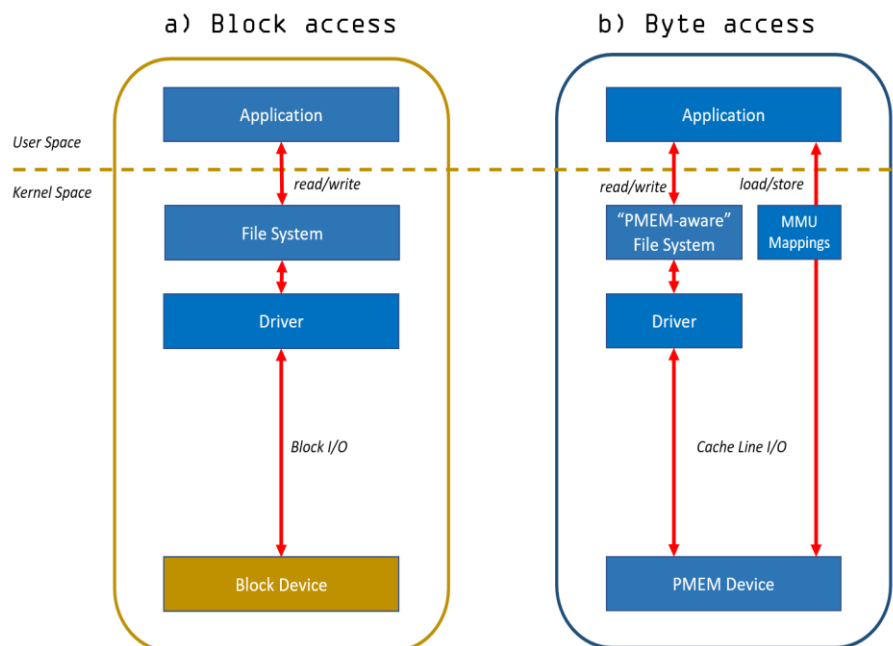 a) Block access
b) Byte access
Application
Application
User Space
Kernel Space
read/write
read/write
load/store
File System
“PMEM-aware”
File System
MMU
Mappings
Driver
Driver
Block I/O
Cache Line I/O
Block Device
PMEM Device